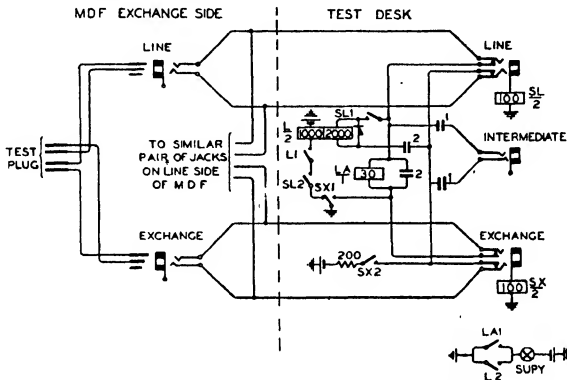 MDF EXCHANGE SIDE
TEST DESK
LINE
LINE
SL1
SL/2
100
L/2
1000 2000
1
2
INTERMEDIATE
TEST PLUG
TO SIMILAR
PAIR OF JACKS
ON LINE SIDE
OF MDF
L1
SL2
SX1
LA/1
30
2
1
EXCHANGE
EXCHANGE
200
SX2
SX/2
100
LA1
L2
SUPY